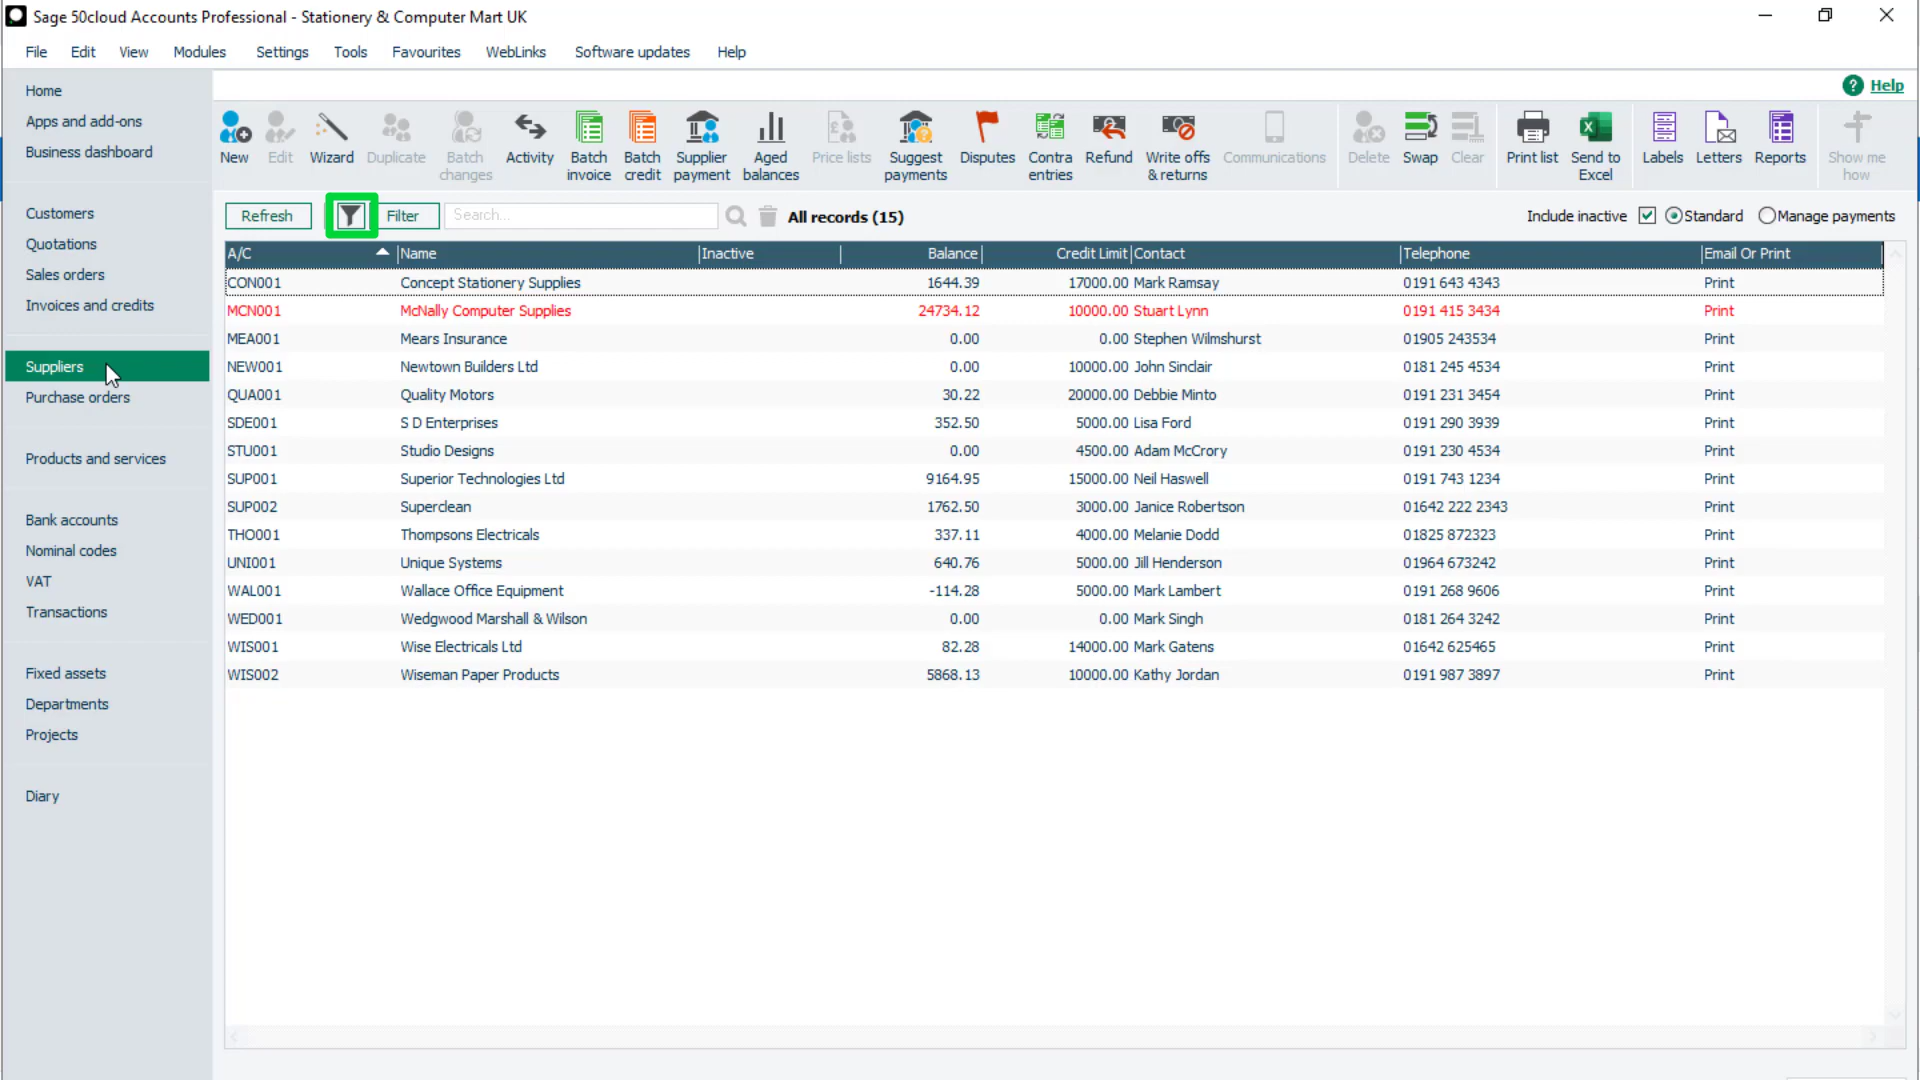 Sage 50cloud Accounts Professional - Stationery & Computer Mart UK
File Edit View Modules Settings Tools Favourites WebLinks Software updates Help
Home
Apps and add-ons
Business dashboard
Customers
Quotations
Sales orders
Invoices and credits
Suppliers
Purchase orders
Products and services
Bank accounts
Nominal codes
VAT
Transactions
Fixed assets
Departments
Projects
Diary
? Help
New Edit Wizard Duplicate Batch changes Activity Batch invoice Batch credit Supplier payment Aged balances Price lists Suggest payments Disputes Contra entries Refund Write offs & returns Communications Delete Swap Clear Print list Send to Excel Labels Letters Reports Show me how
Refresh Filter Search... All records (15) Include inactive Standard Manage payments
A/C Name Inactive Balance Credit Limit Contact Telephone Email Or Print
CON001 Concept Stationery Supplies 1644.39 17000.00 Mark Ramsay 0191 643 4343 Print
MCN001 McNally Computer Supplies 24734.12 10000.00 Stuart Lynn 0191 415 3434 Print
MEA001 Mears Insurance 0.00 0.00 Stephen Wilmshurst 01905 243534 Print
NEW001 Newtown Builders Ltd 0.00 10000.00 John Sinclair 0181 245 4534 Print
QUA001 Quality Motors 30.22 20000.00 Debbie Minto 0191 231 3454 Print
SDE001 S D Enterprises 352.50 5000.00 Lisa Ford 0191 290 3939 Print
STU001 Studio Designs 0.00 4500.00 Adam McCrory 0191 230 4534 Print
SUP001 Superior Technologies Ltd 9164.95 15000.00 Neil Haswell 0191 743 1234 Print
SUP002 Superclean 1762.50 3000.00 Janice Robertson 01642 222 2343 Print
THO001 Thompsons Electricals 337.11 4000.00 Melanie Dodd 01825 872323 Print
UNI001 Unique Systems 640.76 5000.00 Jill Henderson 01964 673242 Print
WAL001 Wallace Office Equipment -114.28 5000.00 Mark Lambert 0191 268 9606 Print
WED001 Wedgwood Marshall & Wilson 0.00 0.00 Mark Singh 0181 264 3242 Print
WIS001 Wise Electricals Ltd 82.28 14000.00 Mark Gatens 01642 625465 Print
WIS002 Wiseman Paper Products 5868.13 10000.00 Kathy Jordan 0191 987 3897 Print